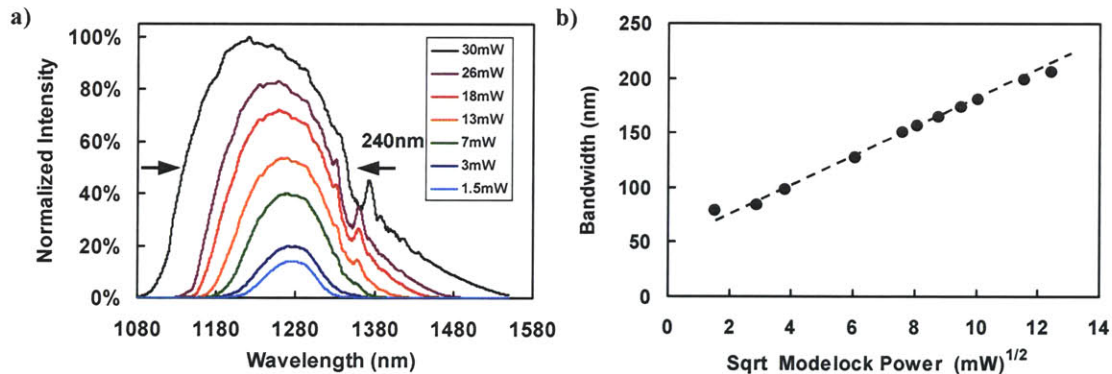 a)
100%
80%
60%
40%
20%
0%
Normalized Intensity
30mW
26mW
18mW
13mW
7mW
3mW
1.5mW
240nm
1080 1180 1280 1380 1480 1580
Wavelength (nm)
b)
250
200
150
100
50
0
Bandwidth (nm)
0 2 4 6 8 10 12 14
Sqrt Modelock Power (mW)^1/2